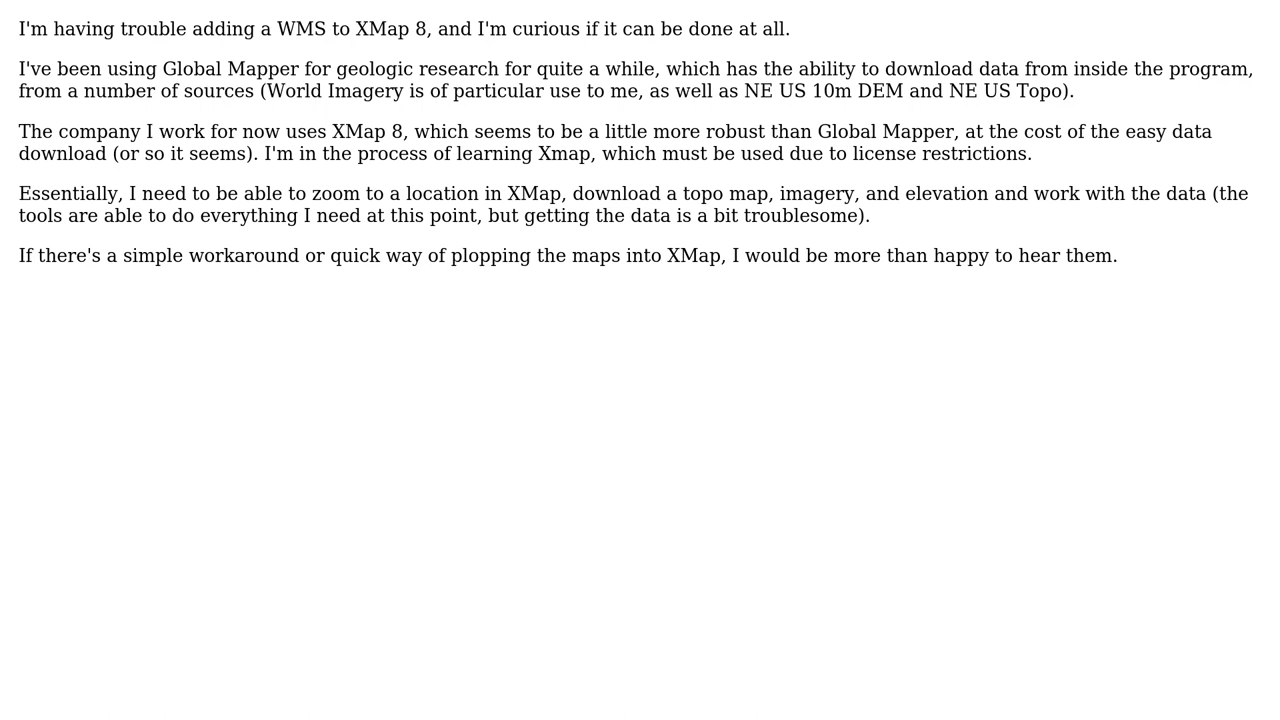 I'm having trouble adding a WMS to XMap 8, and I'm curious if it can be done at all.
I've been using Global Mapper for geologic research for quite a while, which has the ability to download data from inside the program,
from a number of sources (World Imagery is of particular use to me, as well as NE US 10m DEM and NE US Topo).
The company I work for now uses XMap 8, which seems to be a little more robust than Global Mapper, at the cost of the easy data
download (or so it seems). I'm in the process of learning Xmap, which must be used due to license restrictions.
Essentially, I need to be able to zoom to a location in XMap, download a topo map, imagery, and elevation and work with the data (the
tools are able to do everything I need at this point, but getting the data is a bit troublesome).
If there's a simple workaround or quick way of plopping the maps into XMap, I would be more than happy to hear them.